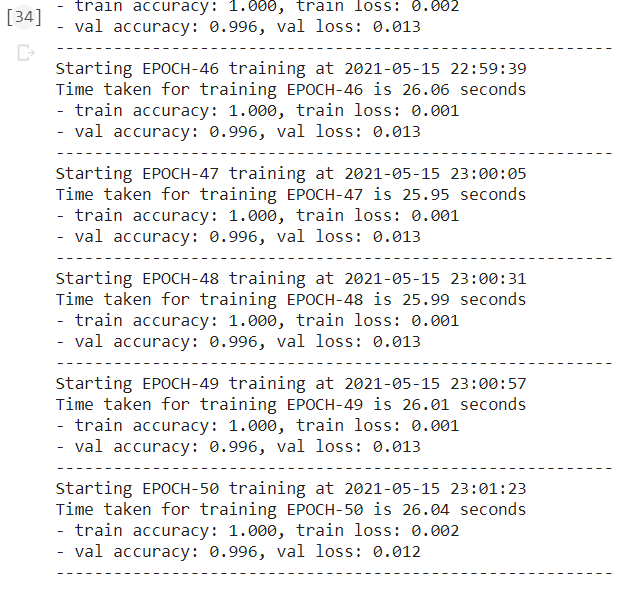 [34]
- train accuracy: 1.000, train loss: 0.002
- val accuracy: 0.996, val loss: 0.013
----------------------------------------------------------
Starting EPOCH-46 training at 2021-05-15 22:59:39
Time taken for training EPOCH-46 is 26.06 seconds
- train accuracy: 1.000, train loss: 0.001
- val accuracy: 0.996, val loss: 0.013
----------------------------------------------------------
Starting EPOCH-47 training at 2021-05-15 23:00:05
Time taken for training EPOCH-47 is 25.95 seconds
- train accuracy: 1.000, train loss: 0.001
- val accuracy: 0.996, val loss: 0.013
----------------------------------------------------------
Starting EPOCH-48 training at 2021-05-15 23:00:31
Time taken for training EPOCH-48 is 25.99 seconds
- train accuracy: 1.000, train loss: 0.001
- val accuracy: 0.996, val loss: 0.013
----------------------------------------------------------
Starting EPOCH-49 training at 2021-05-15 23:00:57
Time taken for training EPOCH-49 is 26.01 seconds
- train accuracy: 1.000, train loss: 0.001
- val accuracy: 0.996, val loss: 0.013
----------------------------------------------------------
Starting EPOCH-50 training at 2021-05-15 23:01:23
Time taken for training EPOCH-50 is 26.04 seconds
- train accuracy: 1.000, train loss: 0.002
- val accuracy: 0.996, val loss: 0.012
----------------------------------------------------------